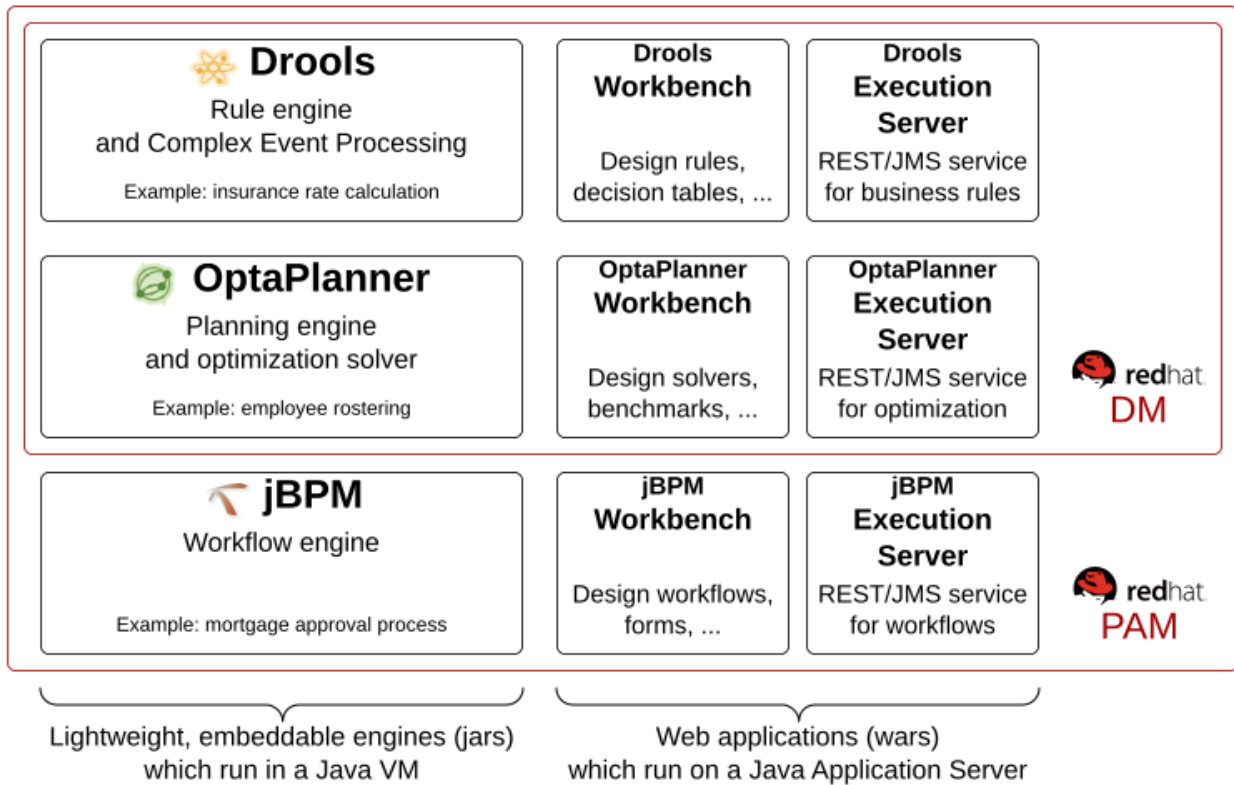 Drools
Rule engine
and Complex Event Processing
Example: insurance rate calculation
Drools
Workbench
Design rules,
decision tables, ...
Drools
Execution
Server
REST/JMS service
for business rules
OptaPlanner
Planning engine
and optimization solver
Example: employee rostering
OptaPlanner
Workbench
Design solvers,
benchmarks, ...
OptaPlanner
Execution
Server
REST/JMS service
for optimization
redhat.
DM
jBPM
Workflow engine
Example: mortgage approval process
jBPM
Workbench
Design workflows,
forms, ...
jBPM
Execution
Server
REST/JMS service
for workflows
redhat.
PAM
Lightweight, embeddable engines (jars)
which run in a Java VM
Web applications (wars)
which run on a Java Application Server